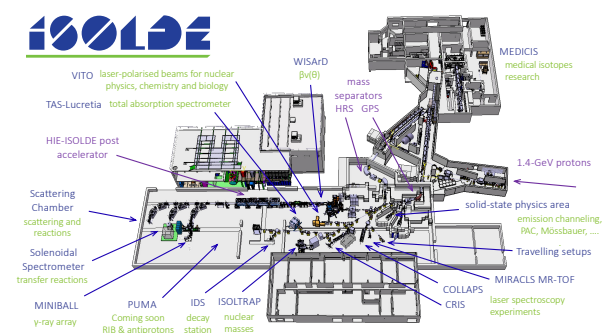 ISOLDE
WISArD
βν(θ)
MEDICIS
medical isotopes
research
VITO laser-polarised beams for nuclear
physics, chemistry and biology
mass
separators
HRS GPS
TAS-Lucretia total absorption spectrometer
HIE-ISOLDE post
accelerator
1.4-GeV protons
Scattering
Chamber
scattering and
reactions
solid-state physics area
emission channeling,
PAC, Mössbauer, ....
Solenoidal
Spectrometer
transfer reactions
Travelling setups
MIRACLS MR-TOF
COLLAPS
CRIS
laser spectroscopy
experiments
MINIBALL
γ-ray array
PUMA
Coming soon
RIB & antiprotons
IDS
decay
station
ISOLTRAP
nuclear
masses